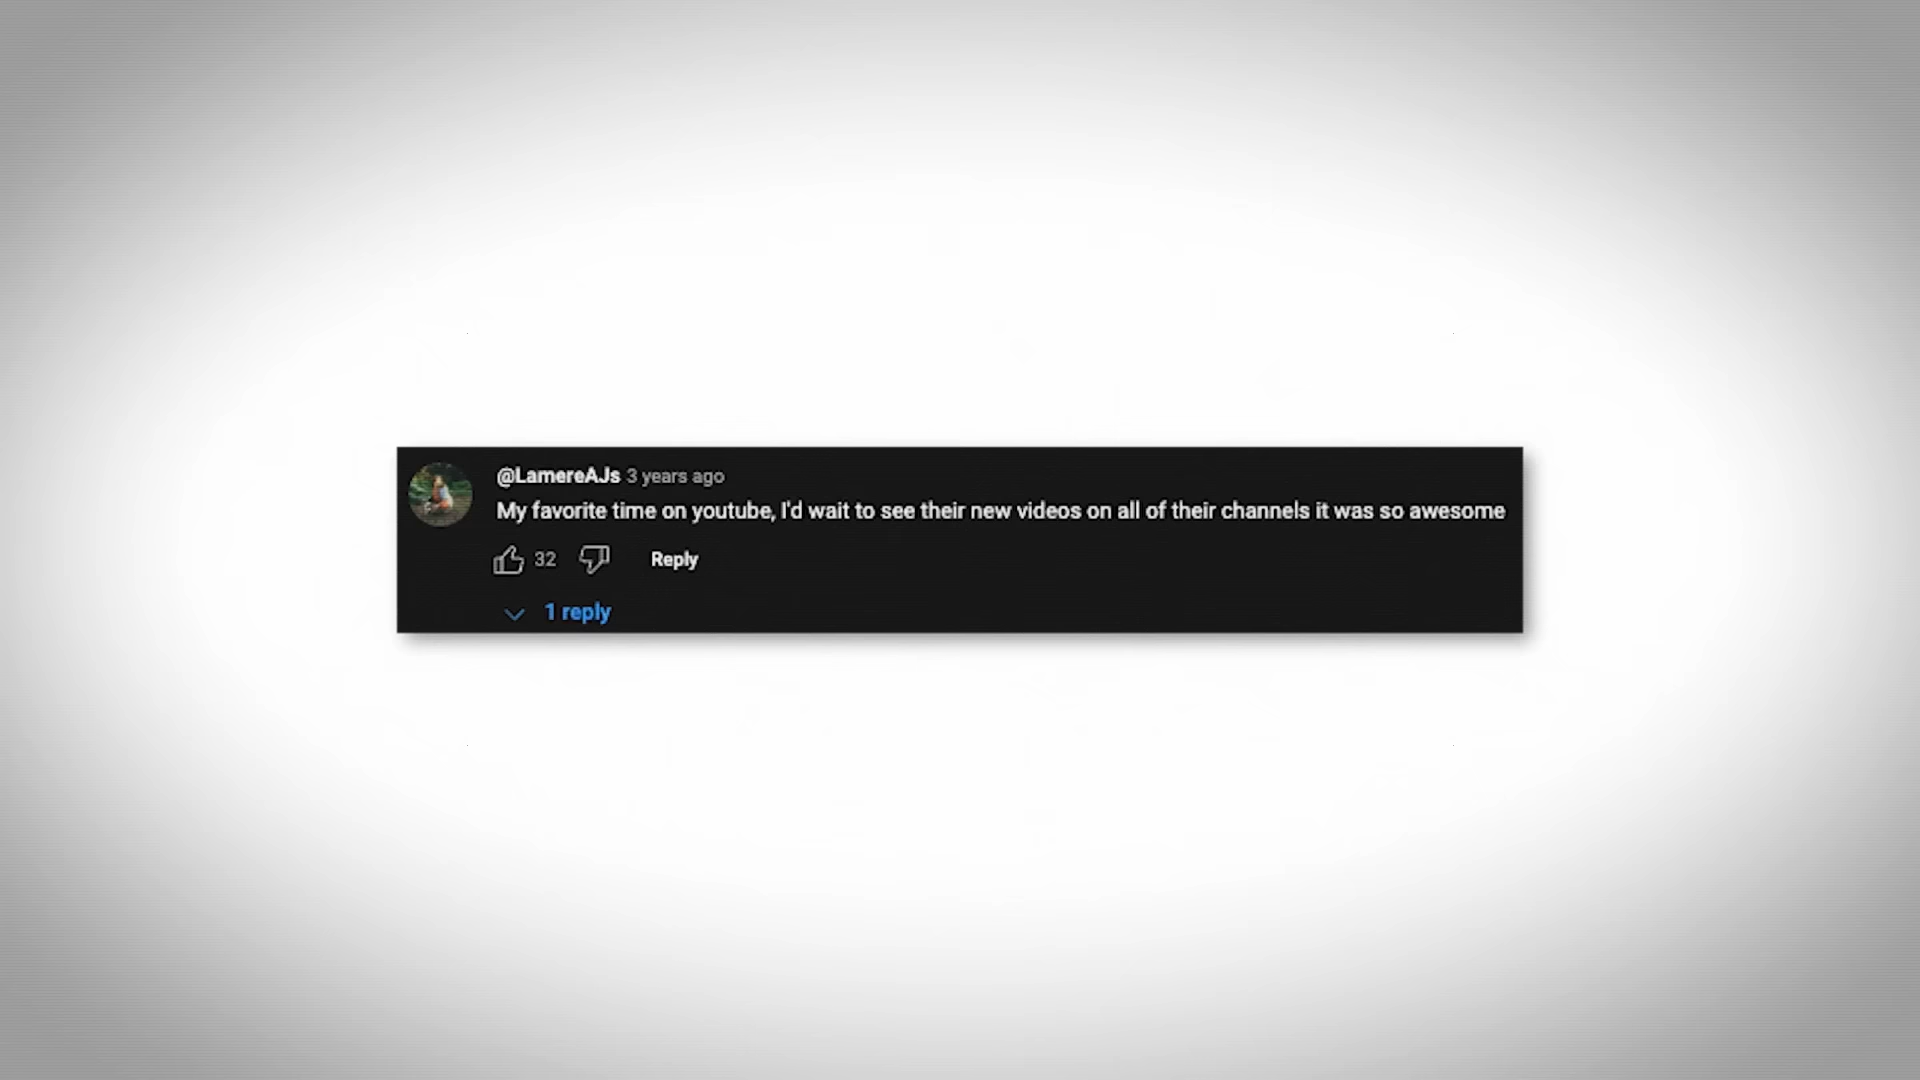 @LamereAJs 3 years ago
My favorite time on youtube, I'd wait to see their new videos on all of their channels it was so awesome
32 Reply
1 reply